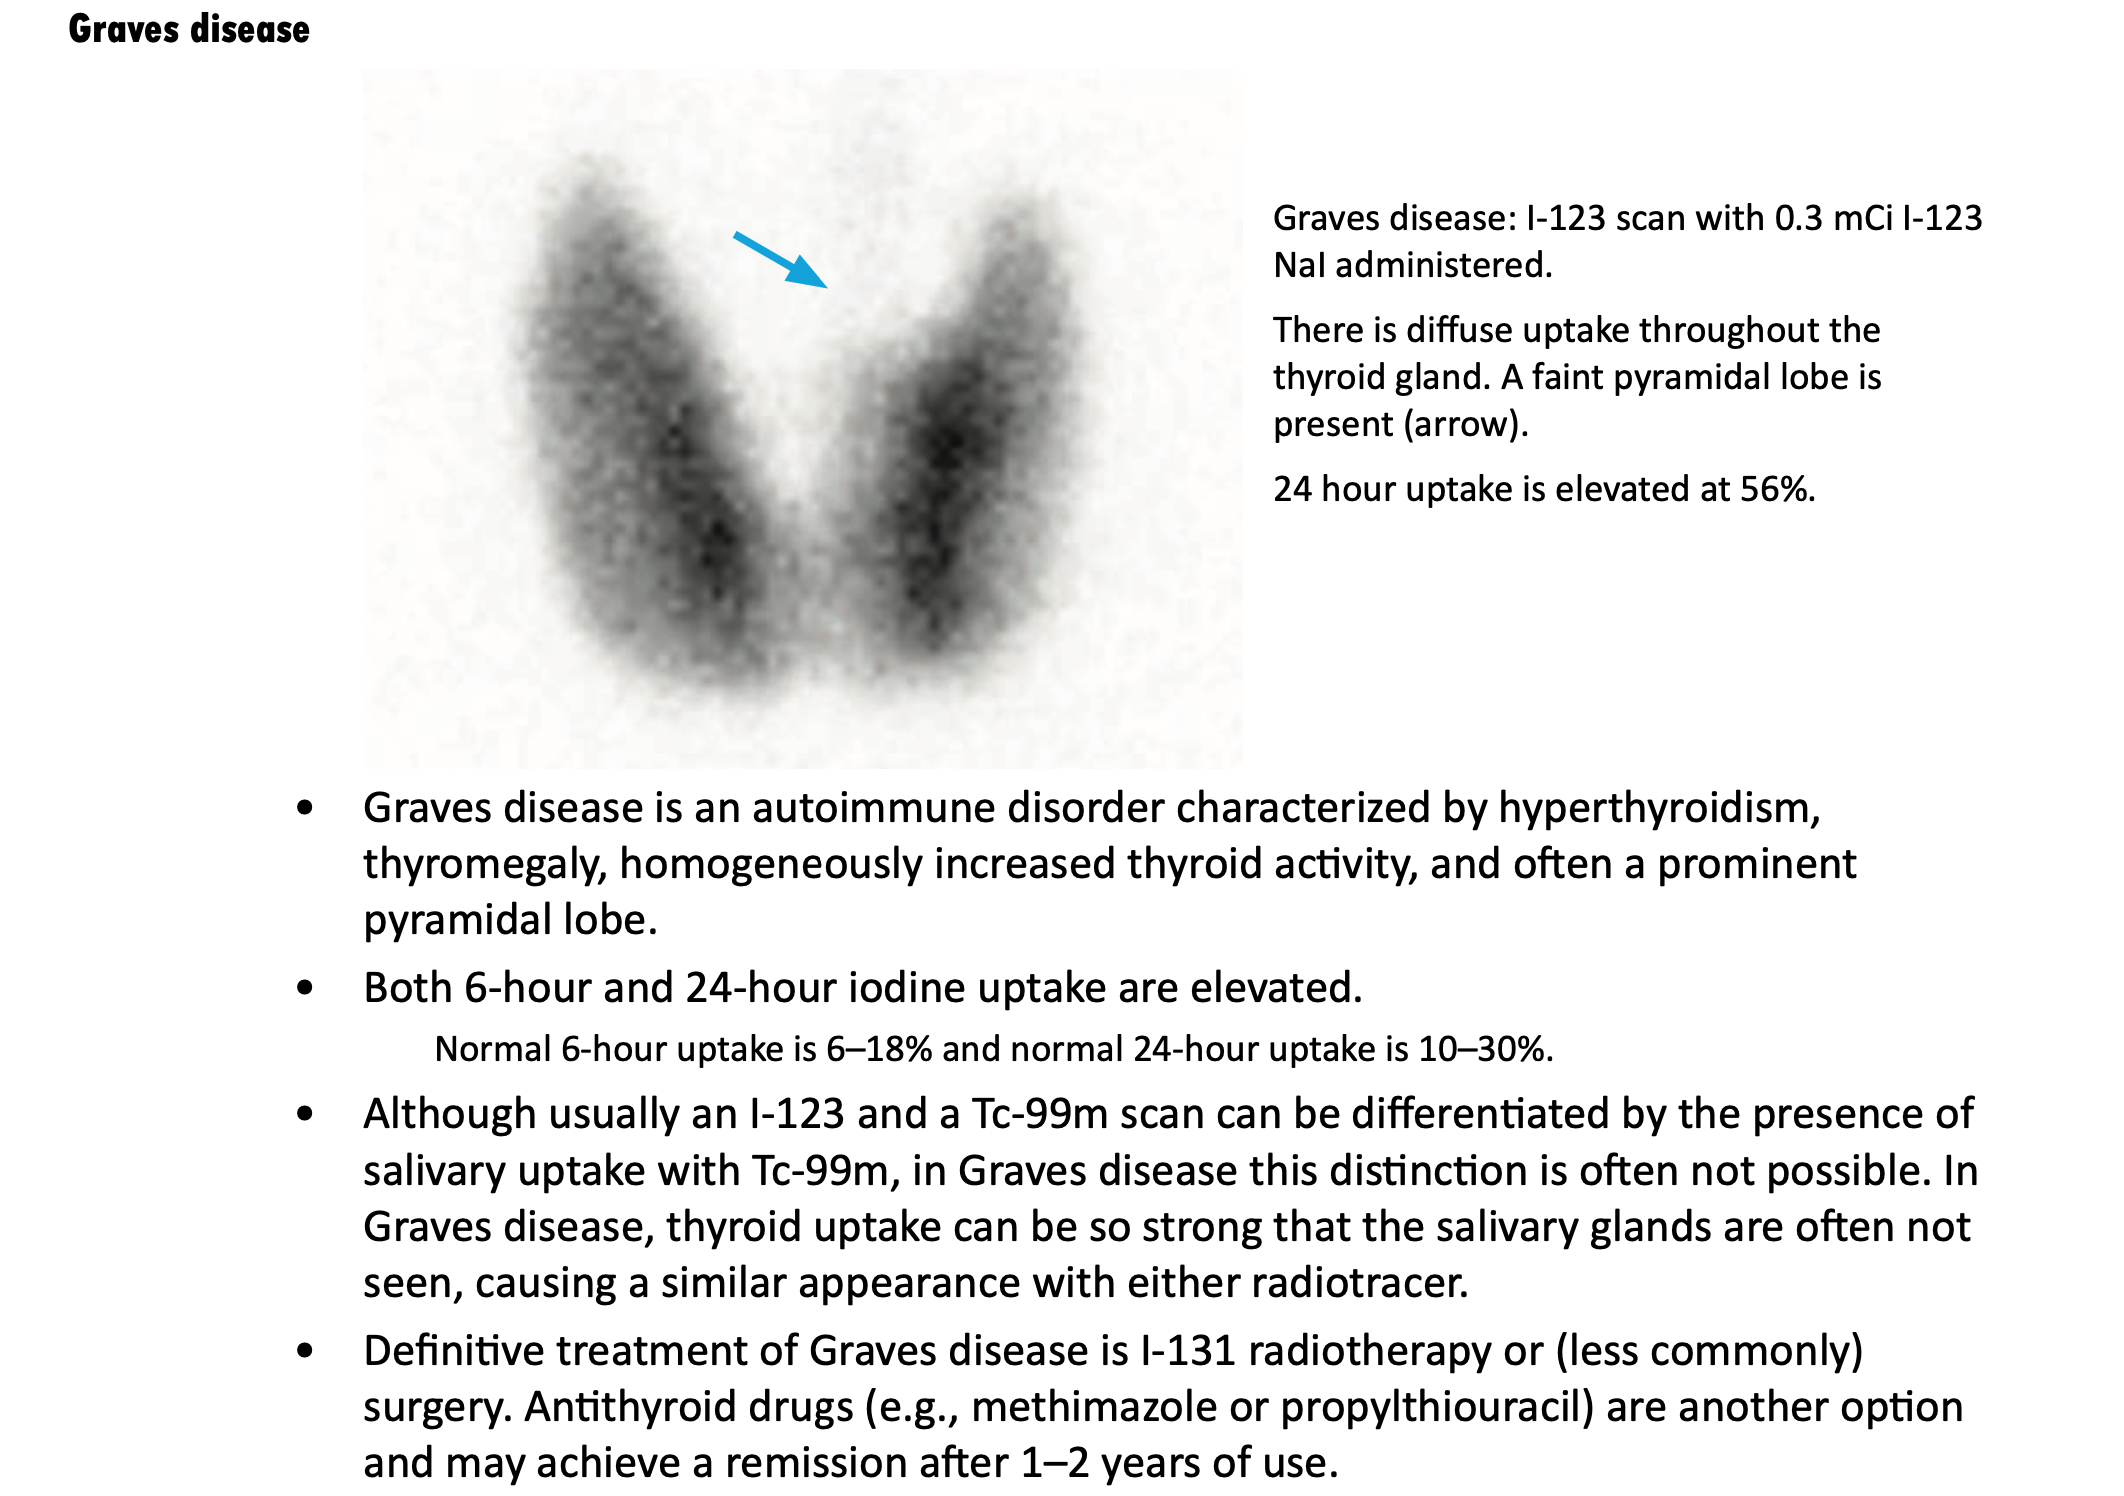 Graves disease
Graves disease: I-123 scan with 0.3 mCi I-123
NaI administered.
There is diffuse uptake throughout the
thyroid gland. A faint pyramidal lobe is
present (arrow).
24 hour uptake is elevated at 56%.
• Graves disease is an autoimmune disorder characterized by hyperthyroidism,
thyromegaly, homogeneously increased thyroid activity, and often a prominent
pyramidal lobe.
• Both 6-hour and 24-hour iodine uptake are elevated.
Normal 6-hour uptake is 6–18% and normal 24-hour uptake is 10–30%.
• Although usually an I-123 and a Tc-99m scan can be differentiated by the presence of
salivary uptake with Tc-99m, in Graves disease this distinction is often not possible. In
Graves disease, thyroid uptake can be so strong that the salivary glands are often not
seen, causing a similar appearance with either radiotracer.
• Definitive treatment of Graves disease is I-131 radiotherapy or (less commonly)
surgery. Antithyroid drugs (e.g., methimazole or propylthiouracil) are another option
and may achieve a remission after 1–2 years of use.